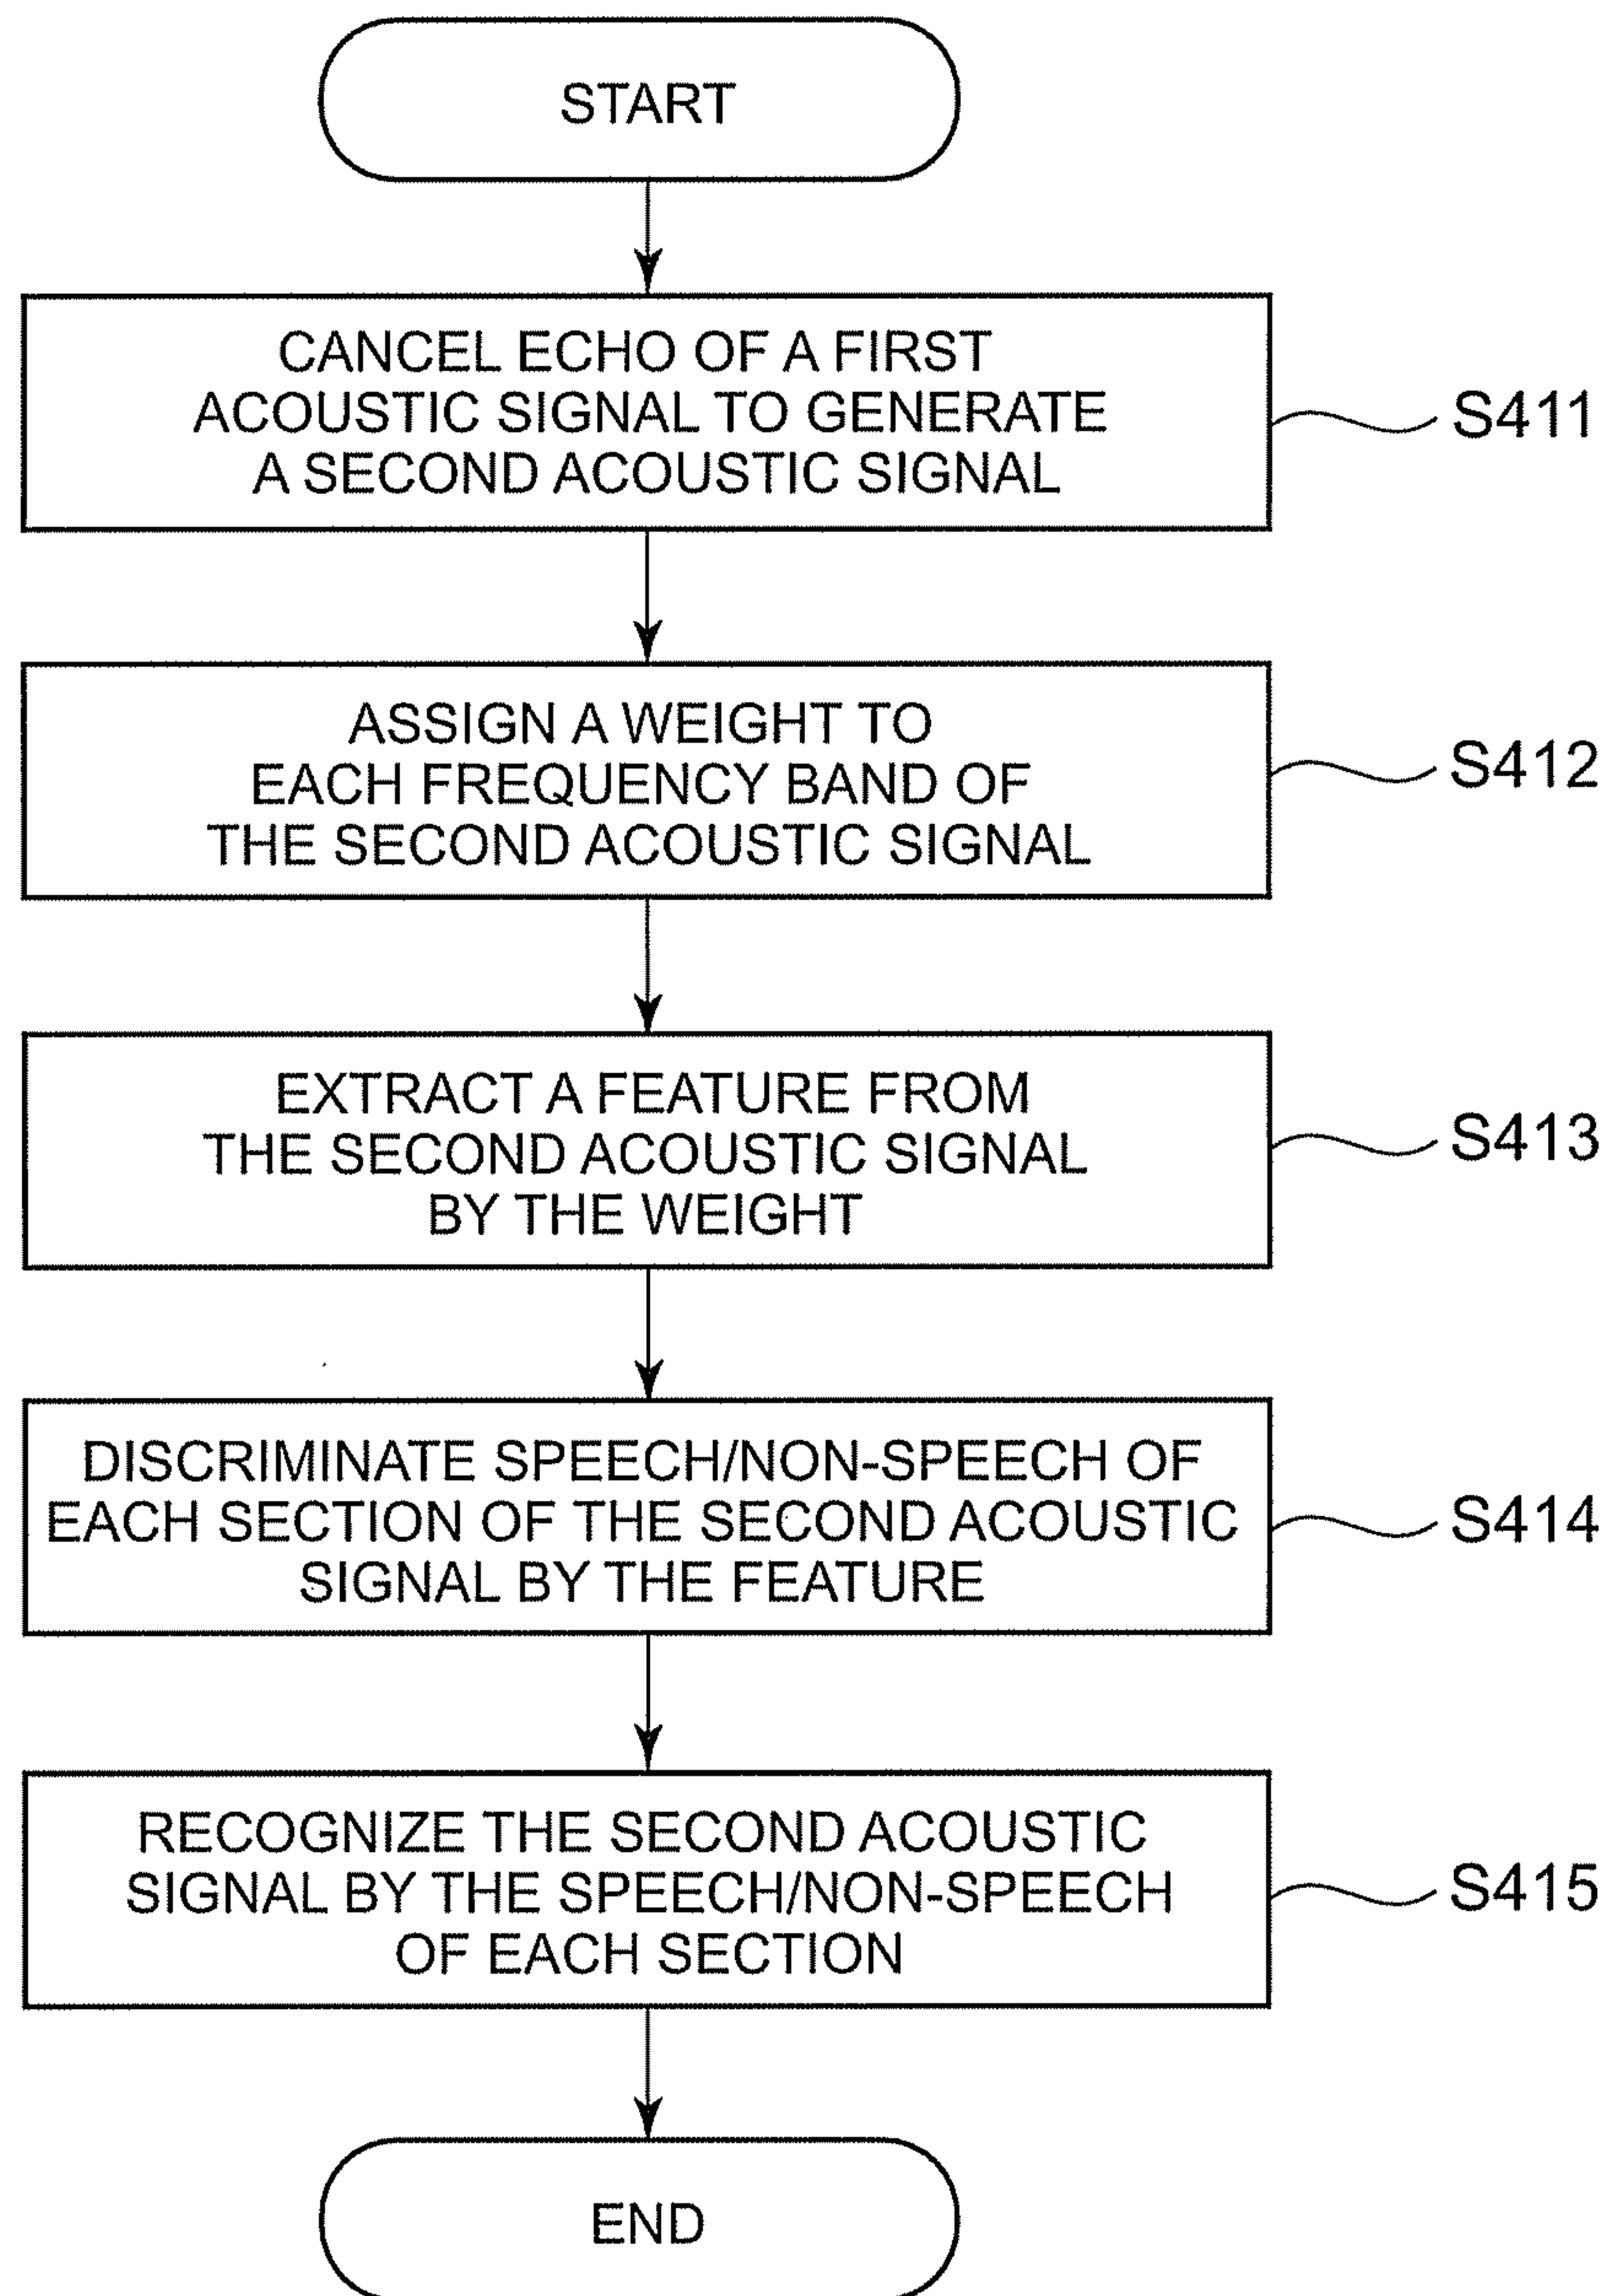 START
CANCEL ECHO OF A FIRST
ACOUSTIC SIGNAL TO GENERATE
A SECOND ACOUSTIC SIGNAL
S411
ASSIGN A WEIGHT TO
EACH FREQUENCY BAND OF
THE SECOND ACOUSTIC SIGNAL
S412
EXTRACT A FEATURE FROM
THE SECOND ACOUSTIC SIGNAL
BY THE WEIGHT
S413
DISCRIMINATE SPEECH/NON-SPEECH OF
EACH SECTION OF THE SECOND ACOUSTIC
SIGNAL BY THE FEATURE
S414
RECOGNIZE THE SECOND ACOUSTIC
SIGNAL BY THE SPEECH/NON-SPEECH
OF EACH SECTION
S415
END